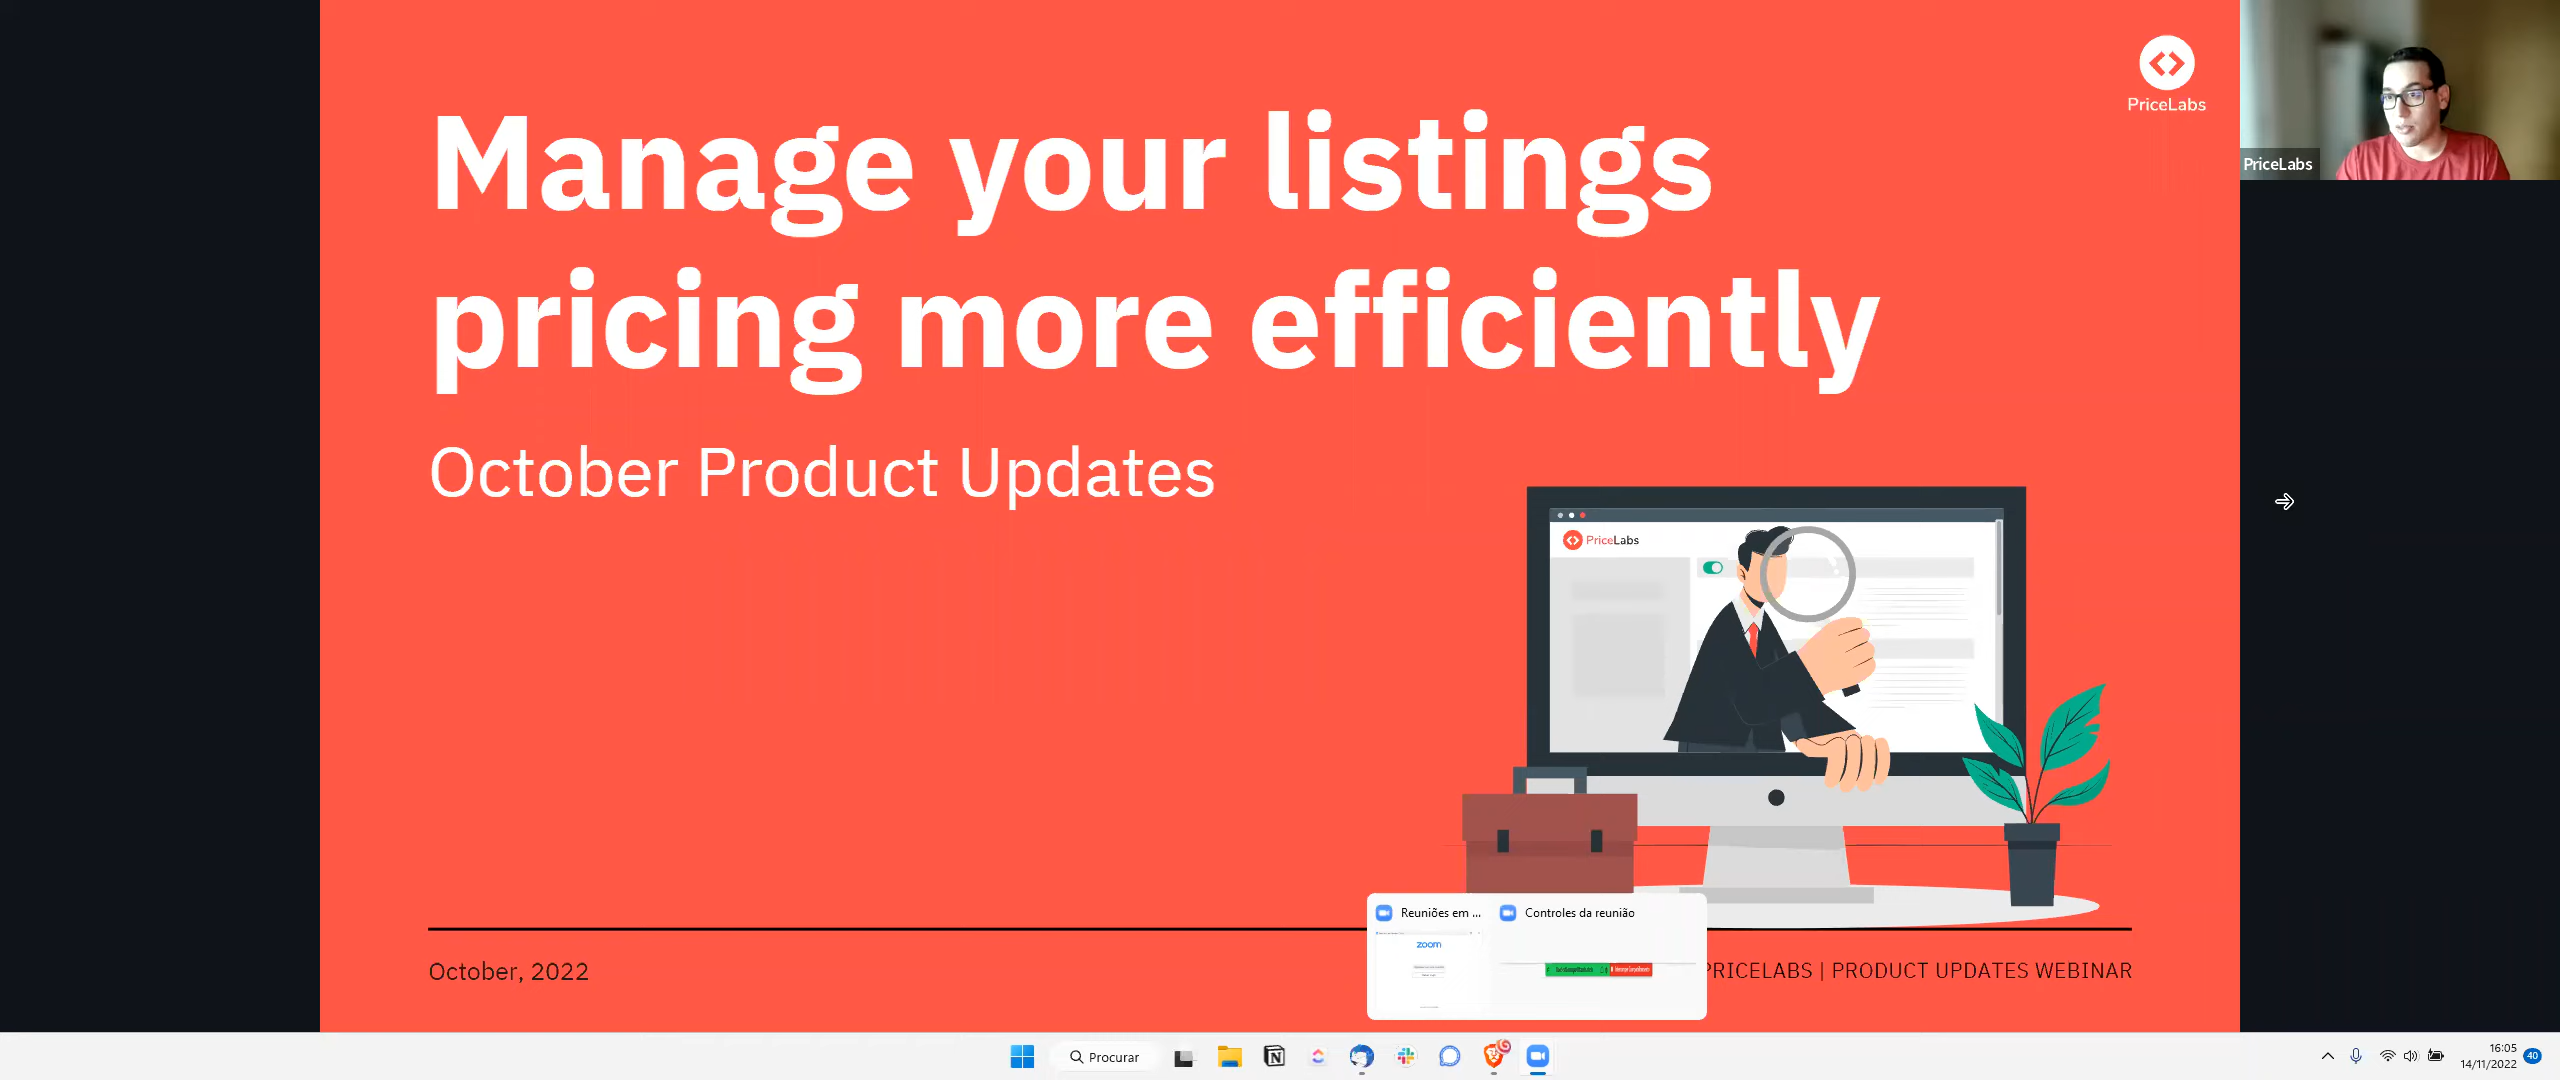 PriceLabs
PriceLabs
Manage your listings
pricing more efficiently
October Product Updates
PriceLabs
Reuniões em ...
Controles da reunião
zoom
October, 2022
PRICELABS | PRODUCT UPDATES WEBINAR
Procurar
16:05
14/11/2022
40